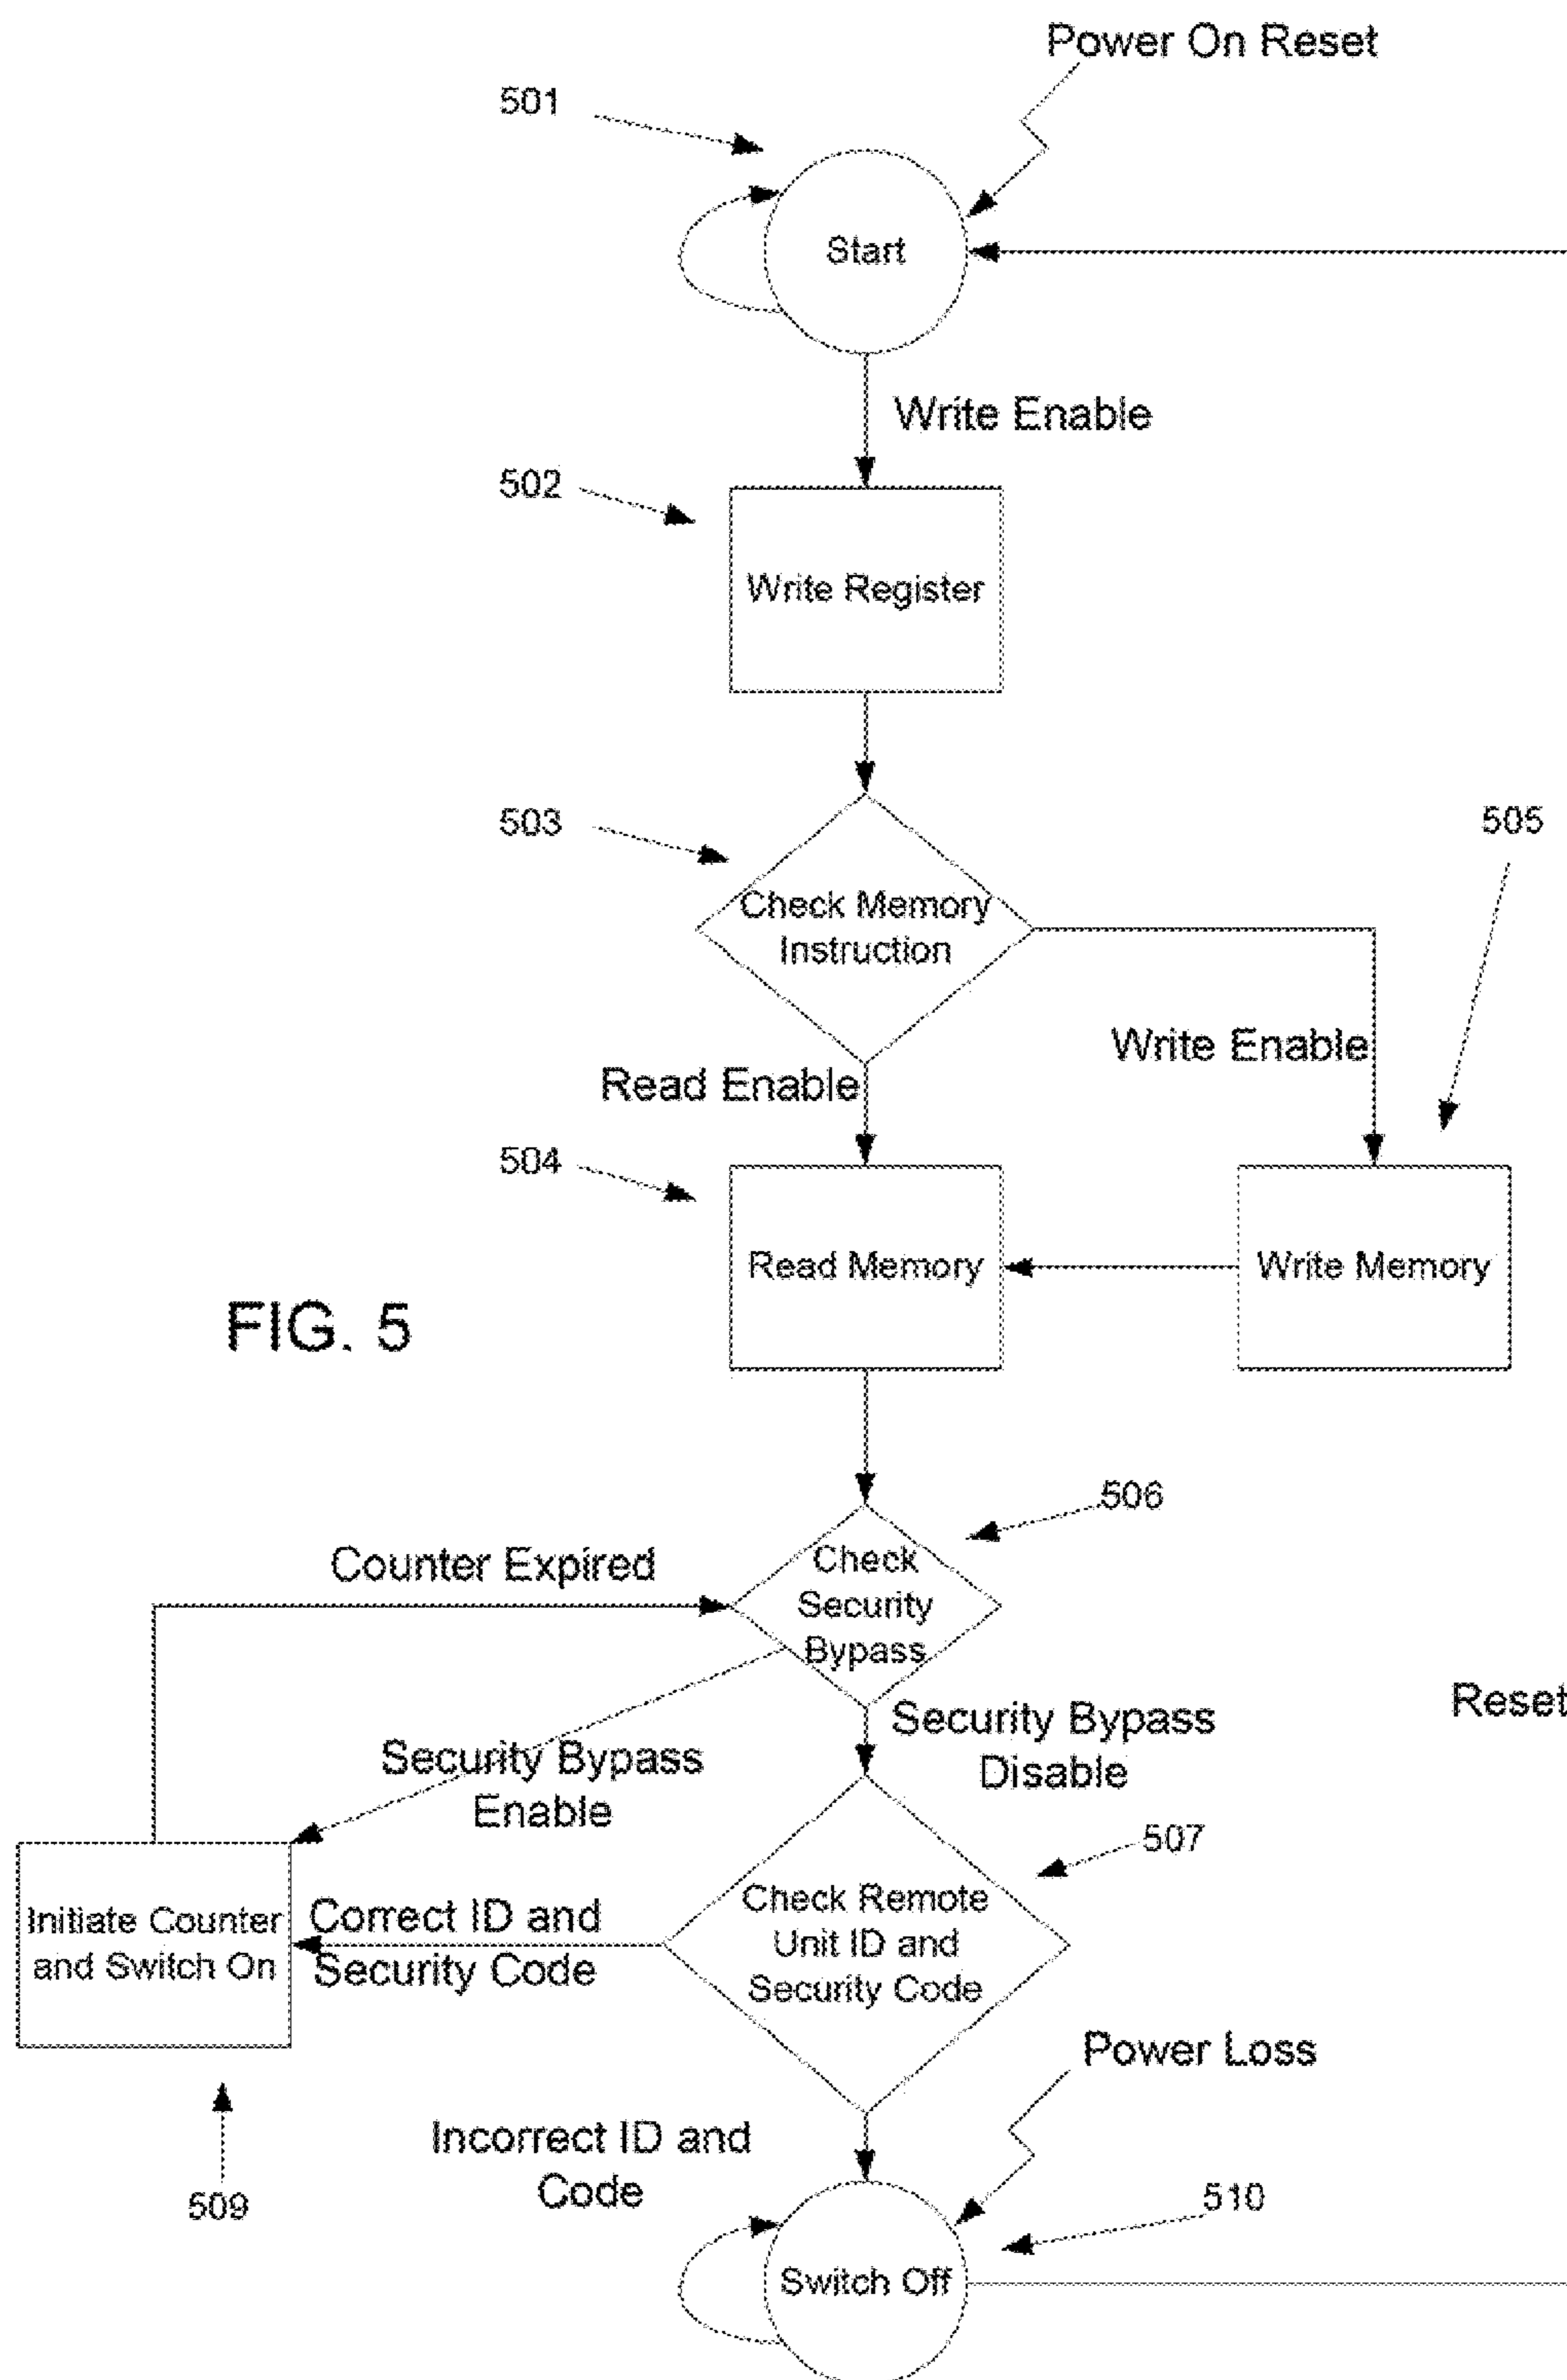 Power On Reset
501
Start
Write Enable
502
Write Register
503
505
Check Memory
Instruction
Write Enable
Read Enable
504
Read Memory
Write Memory
FIG. 5
506
Check
Security
Bypass
Counter Expired
Reset
Security Bypass
Disable
Security Bypass
Enable
507
Check Remote
Unit ID and
Security Code
Initiate Counter
and Switch On
Correct ID and
Security Code
Power Loss
Incorrect ID and
Code
509
510
Switch Off